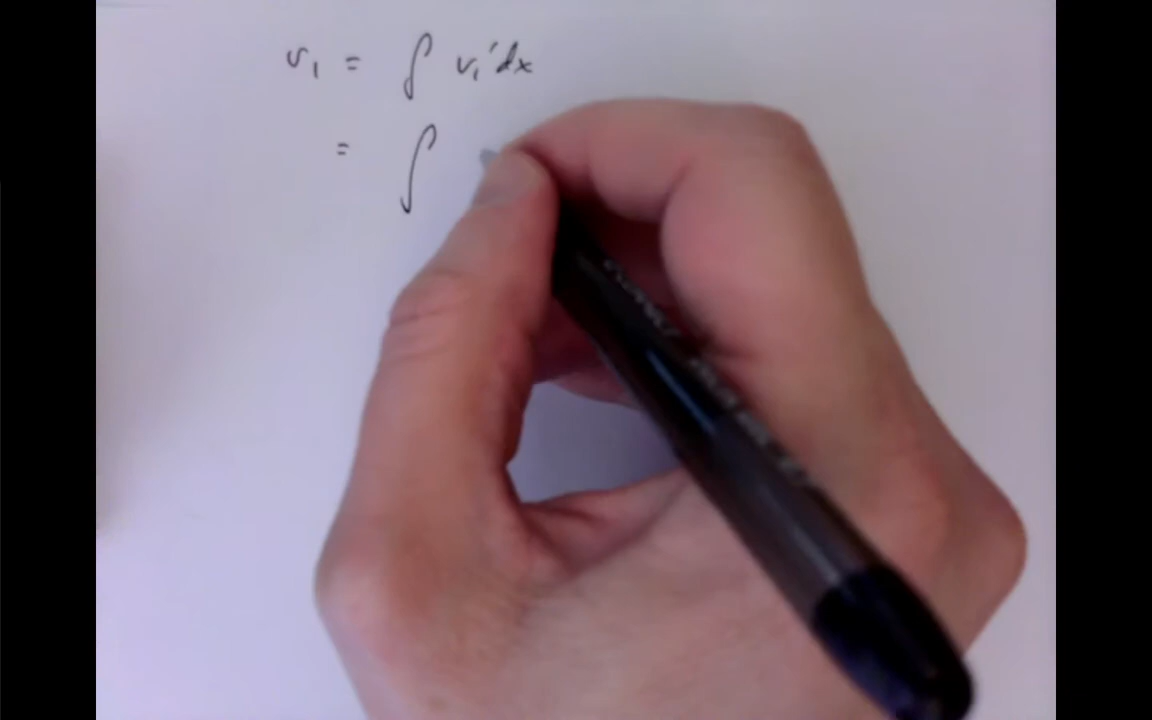 v₁ = ∫ v₁' dx
= ∫